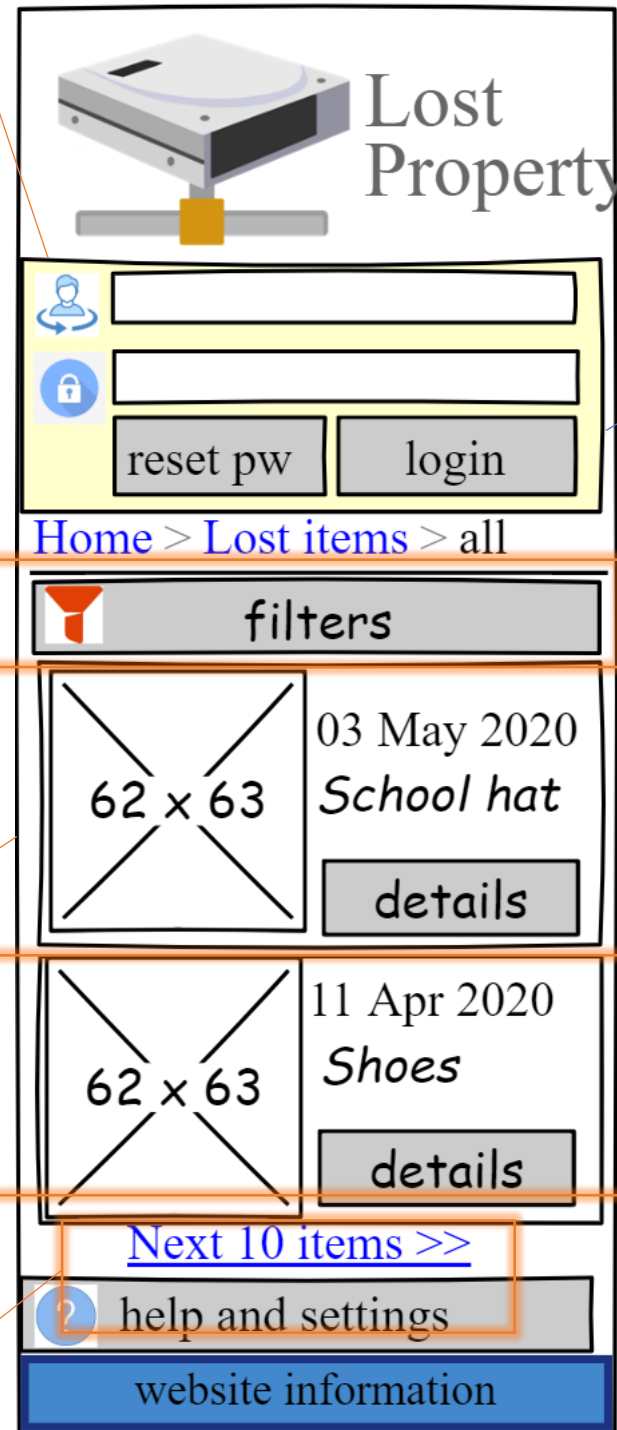 Lost
Property
reset pw
login
Home > Lost items > all
filters
62 x 63
03 May 2020
School hat
details
62 x 63
11 Apr 2020
Shoes
details
Next 10 items >>
? help and settings
website information